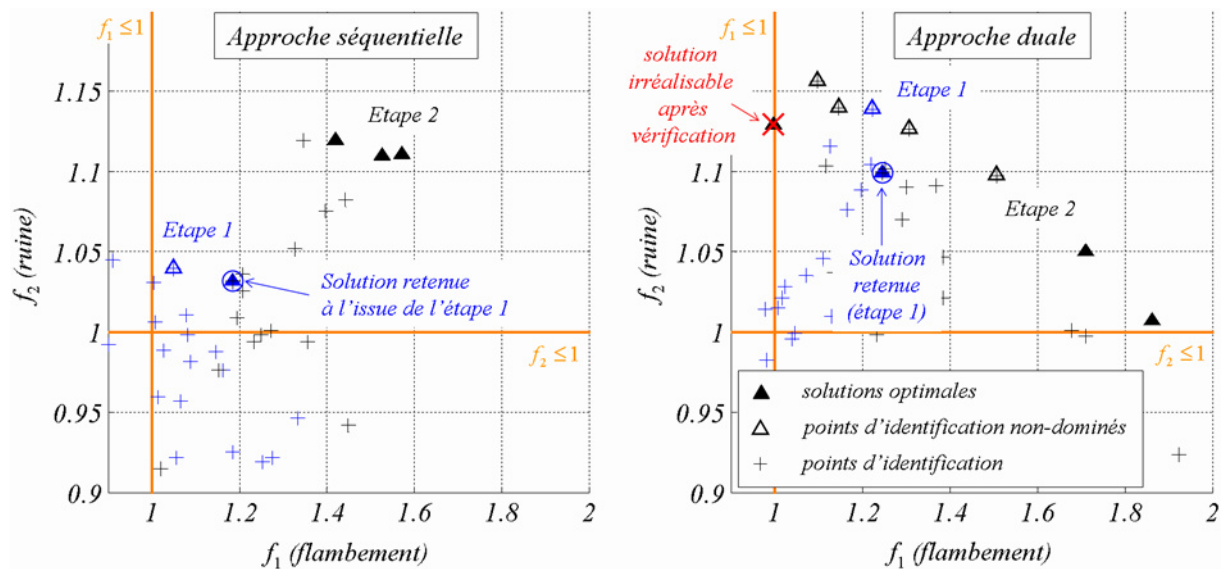 f₁ ≤ 1
Approche séquentielle
1.15
1.1
1.05
1
0.95
0.9
f₂ (ruine)
Etape 2
Etape 1
Solution retenue
à l'issue de l'étape 1
f₂ ≤ 1
1
1.2
1.4
1.6
1.8
2
f₁ (flambement)
f₁ ≤ 1
Approche duale
solution
irréalisable
après
vérification
1.15
1.1
1.05
1
0.95
0.9
f₂ (ruine)
Etape 1
Etape 2
Solution
retenue
(étape 1)
f₂ ≤ 1
solutions optimales
points d'identification non-dominés
points d'identification
1
1.2
1.4
1.6
1.8
2
f₁ (flambement)